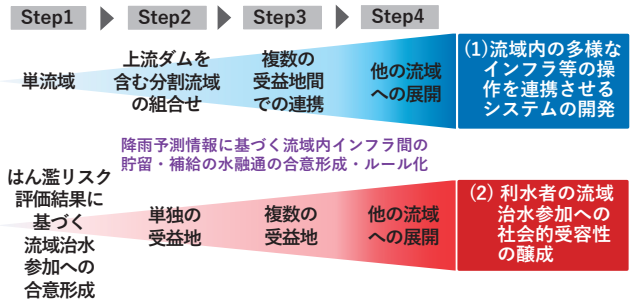 Step1
Step2
Step3
Step4
単流域
上流ダムを
含む分割流域
の組合せ
複数の
受益地間
での連携
他の流域
への展開
(1)流域内の多様な
インフラ等の操
作を連携させる
システムの開発
降雨予測情報に基づく流域内インフラ間の
貯留・補給の水融通の合意形成・ルール化
はん濫リスク
評価結果に
基づく
流域治水
参加への
合意形成
単独の
受益地
複数の
受益地
他の流域
への展開
(2) 利水者の流域
治水参加への
社会的受容性
の醸成